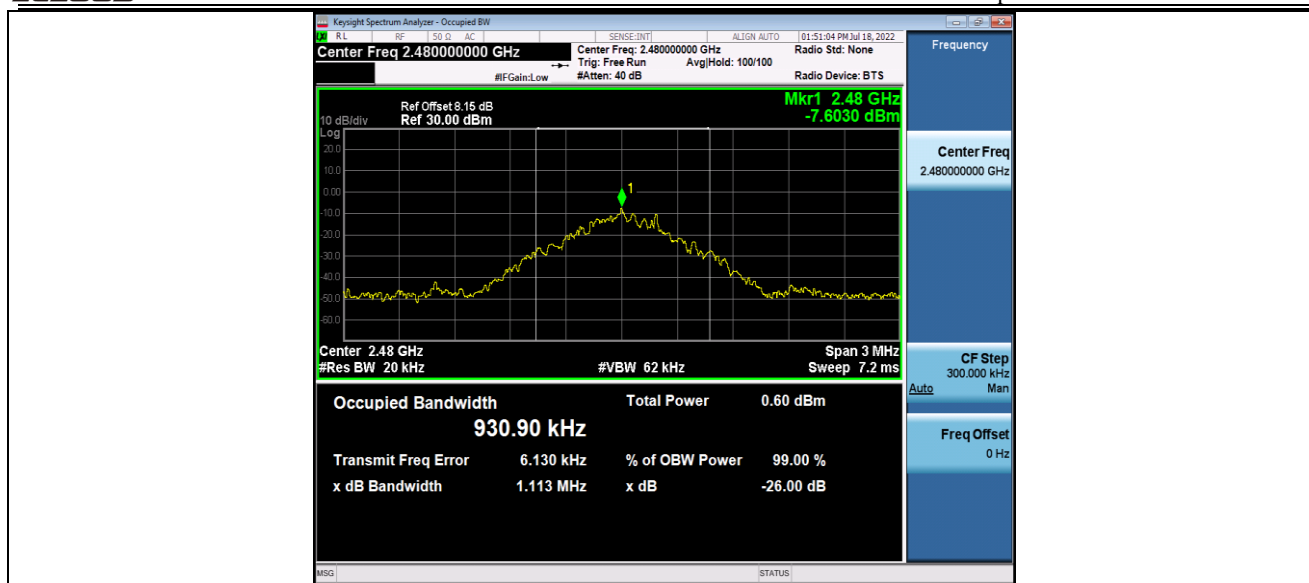 Keysight Spectrum Analyzer - Occupied BW
RL RF 50 Ω AC SENSE:INT ALIGN AUTO 01:51:04 PM Jul 18, 2022
Center Freq 2.480000000 GHz
Center Freq: 2.480000000 GHz Radio Std: None
Trig: Free Run Avg|Hold: 100/100
#IFGain:Low #Atten: 40 dB Radio Device: BTS
Frequency
Ref Offset 8.15 dB Mkr1 2.48 GHz
10 dB/div Ref 30.00 dBm -7.6030 dBm
Log
20.0
10.0
0.00
-10.0
-20.0
-30.0
-40.0
-50.0
-60.0
1
Center 2.48 GHz Span 3 MHz
#Res BW 20 kHz #VBW 62 kHz Sweep 7.2 ms
Center Freq
2.480000000 GHz
CF Step
300.000 kHz
Auto Man
Freq Offset
0 Hz
Occupied Bandwidth Total Power 0.60 dBm
930.90 kHz
Transmit Freq Error 6.130 kHz % of OBW Power 99.00 %
x dB Bandwidth 1.113 MHz x dB -26.00 dB
MSG STATUS